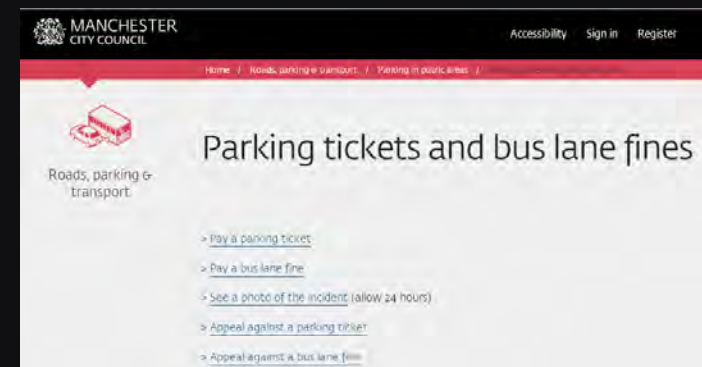 MANCHESTER
CITY COUNCIL
Accessibility Sign in Register
Home / Roads, parking & transport / Parking in public areas /
Roads, parking &
transport
Parking tickets and bus lane fines
> Pay a parking ticket
> Pay a bus lane fine
> See a photo of the incident (allow 24 hours)
> Appeal against a parking ticket
> Appeal against a bus lane fine